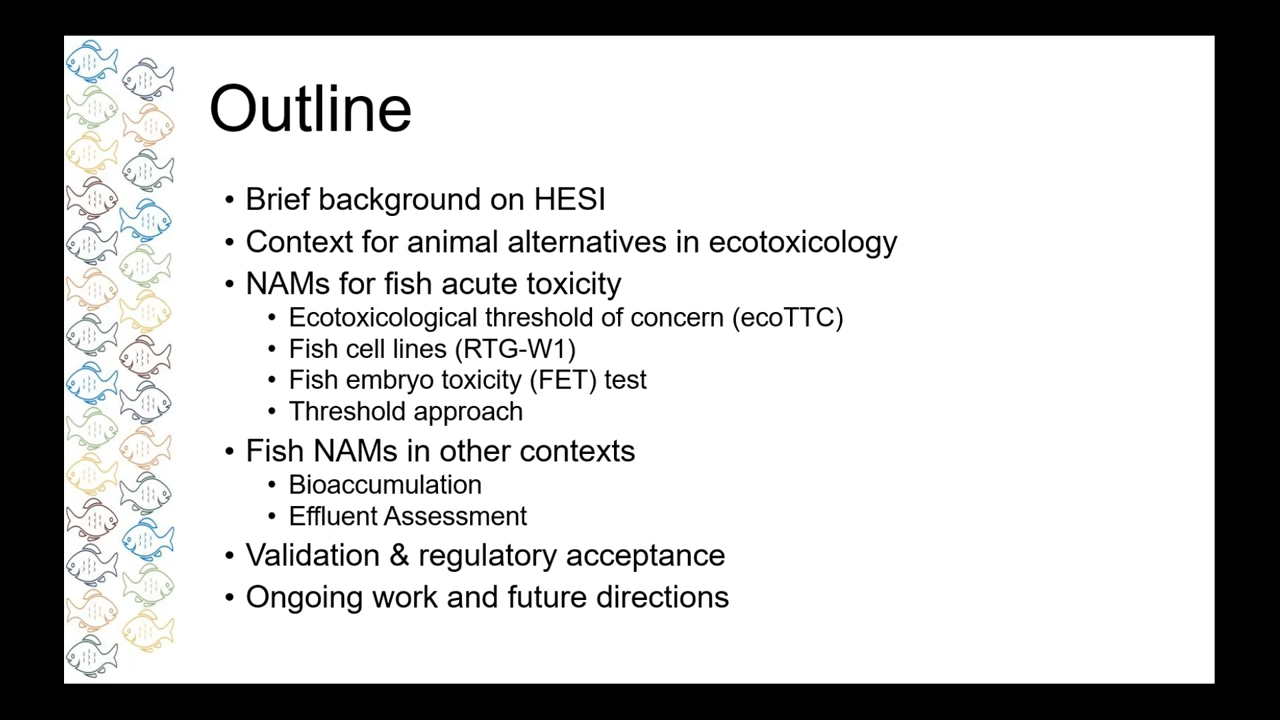 Outline
• Brief background on HESI
• Context for animal alternatives in ecotoxicology
• NAMs for fish acute toxicity
• Ecotoxicological threshold of concern (ecoTTC)
• Fish cell lines (RTG-W1)
• Fish embryo toxicity (FET) test
• Threshold approach
• Fish NAMs in other contexts
• Bioaccumulation
• Effluent Assessment
• Validation & regulatory acceptance
• Ongoing work and future directions